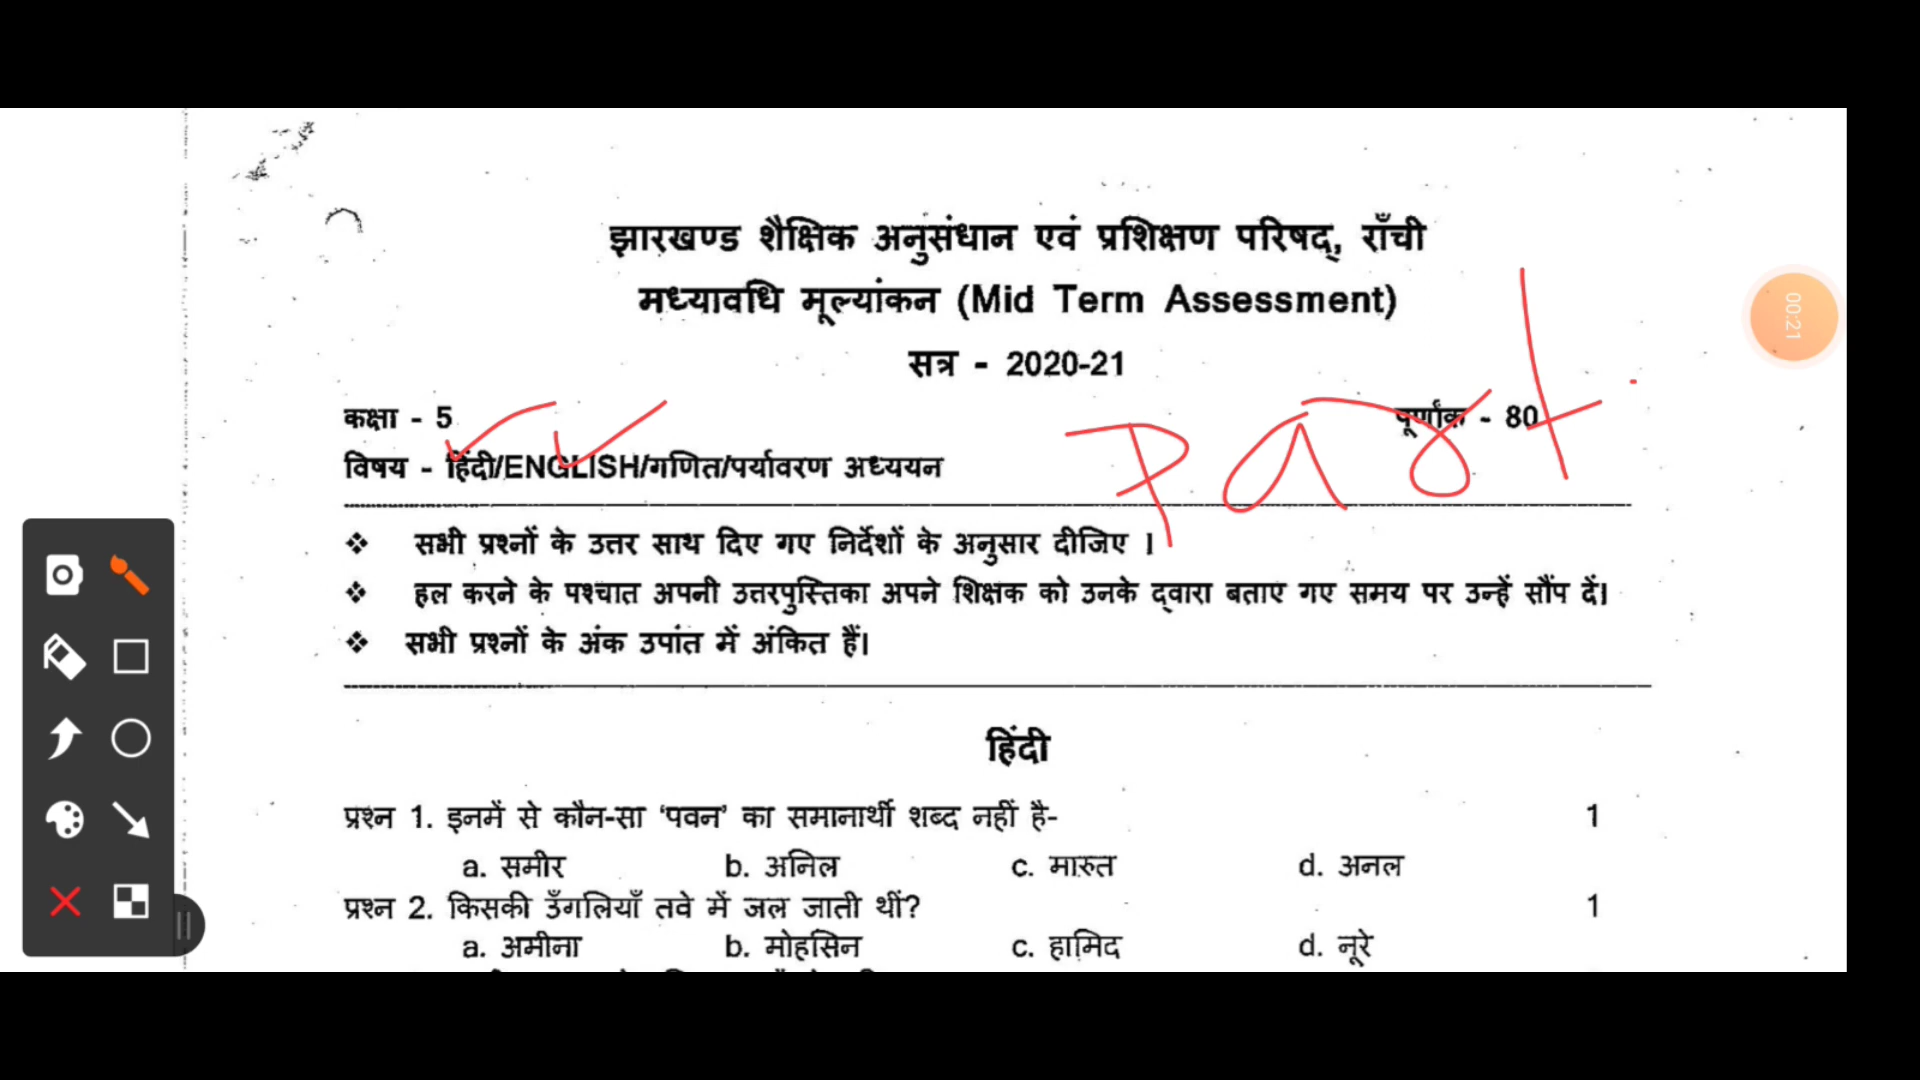 झारखण्ड शैक्षिक अनुसंधान एवं प्रशिक्षण परिषद्, राँची
मध्यावधि मूल्यांकन (Mid Term Assessment)
सत्र - 2020-21
कक्षा - 5 पूर्णांक - 80
विषय - हिंदी/ENGLISH/गणित/पर्यावरण अध्ययन
Part
00:21
❖ सभी प्रश्नों के उत्तर साथ दिए गए निर्देशों के अनुसार दीजिए ।
❖ हल करने के पश्चात अपनी उत्तरपुस्तिका अपने शिक्षक को उनके द्वारा बताए गए समय पर उन्हें सौंप दें।
❖ सभी प्रश्नों के अंक उपांत में अंकित हैं।
हिंदी
प्रश्न 1. इनमें से कौन-सा ‘पवन’ का समानार्थी शब्द नहीं है- 1
a. समीर b. अनिल c. मारुत d. अनल
प्रश्न 2. किसकी उँगलियाँ तवे में जल जाती थीं? 1
a. अमीना b. मोहसिन c. हामिद d. नूरे